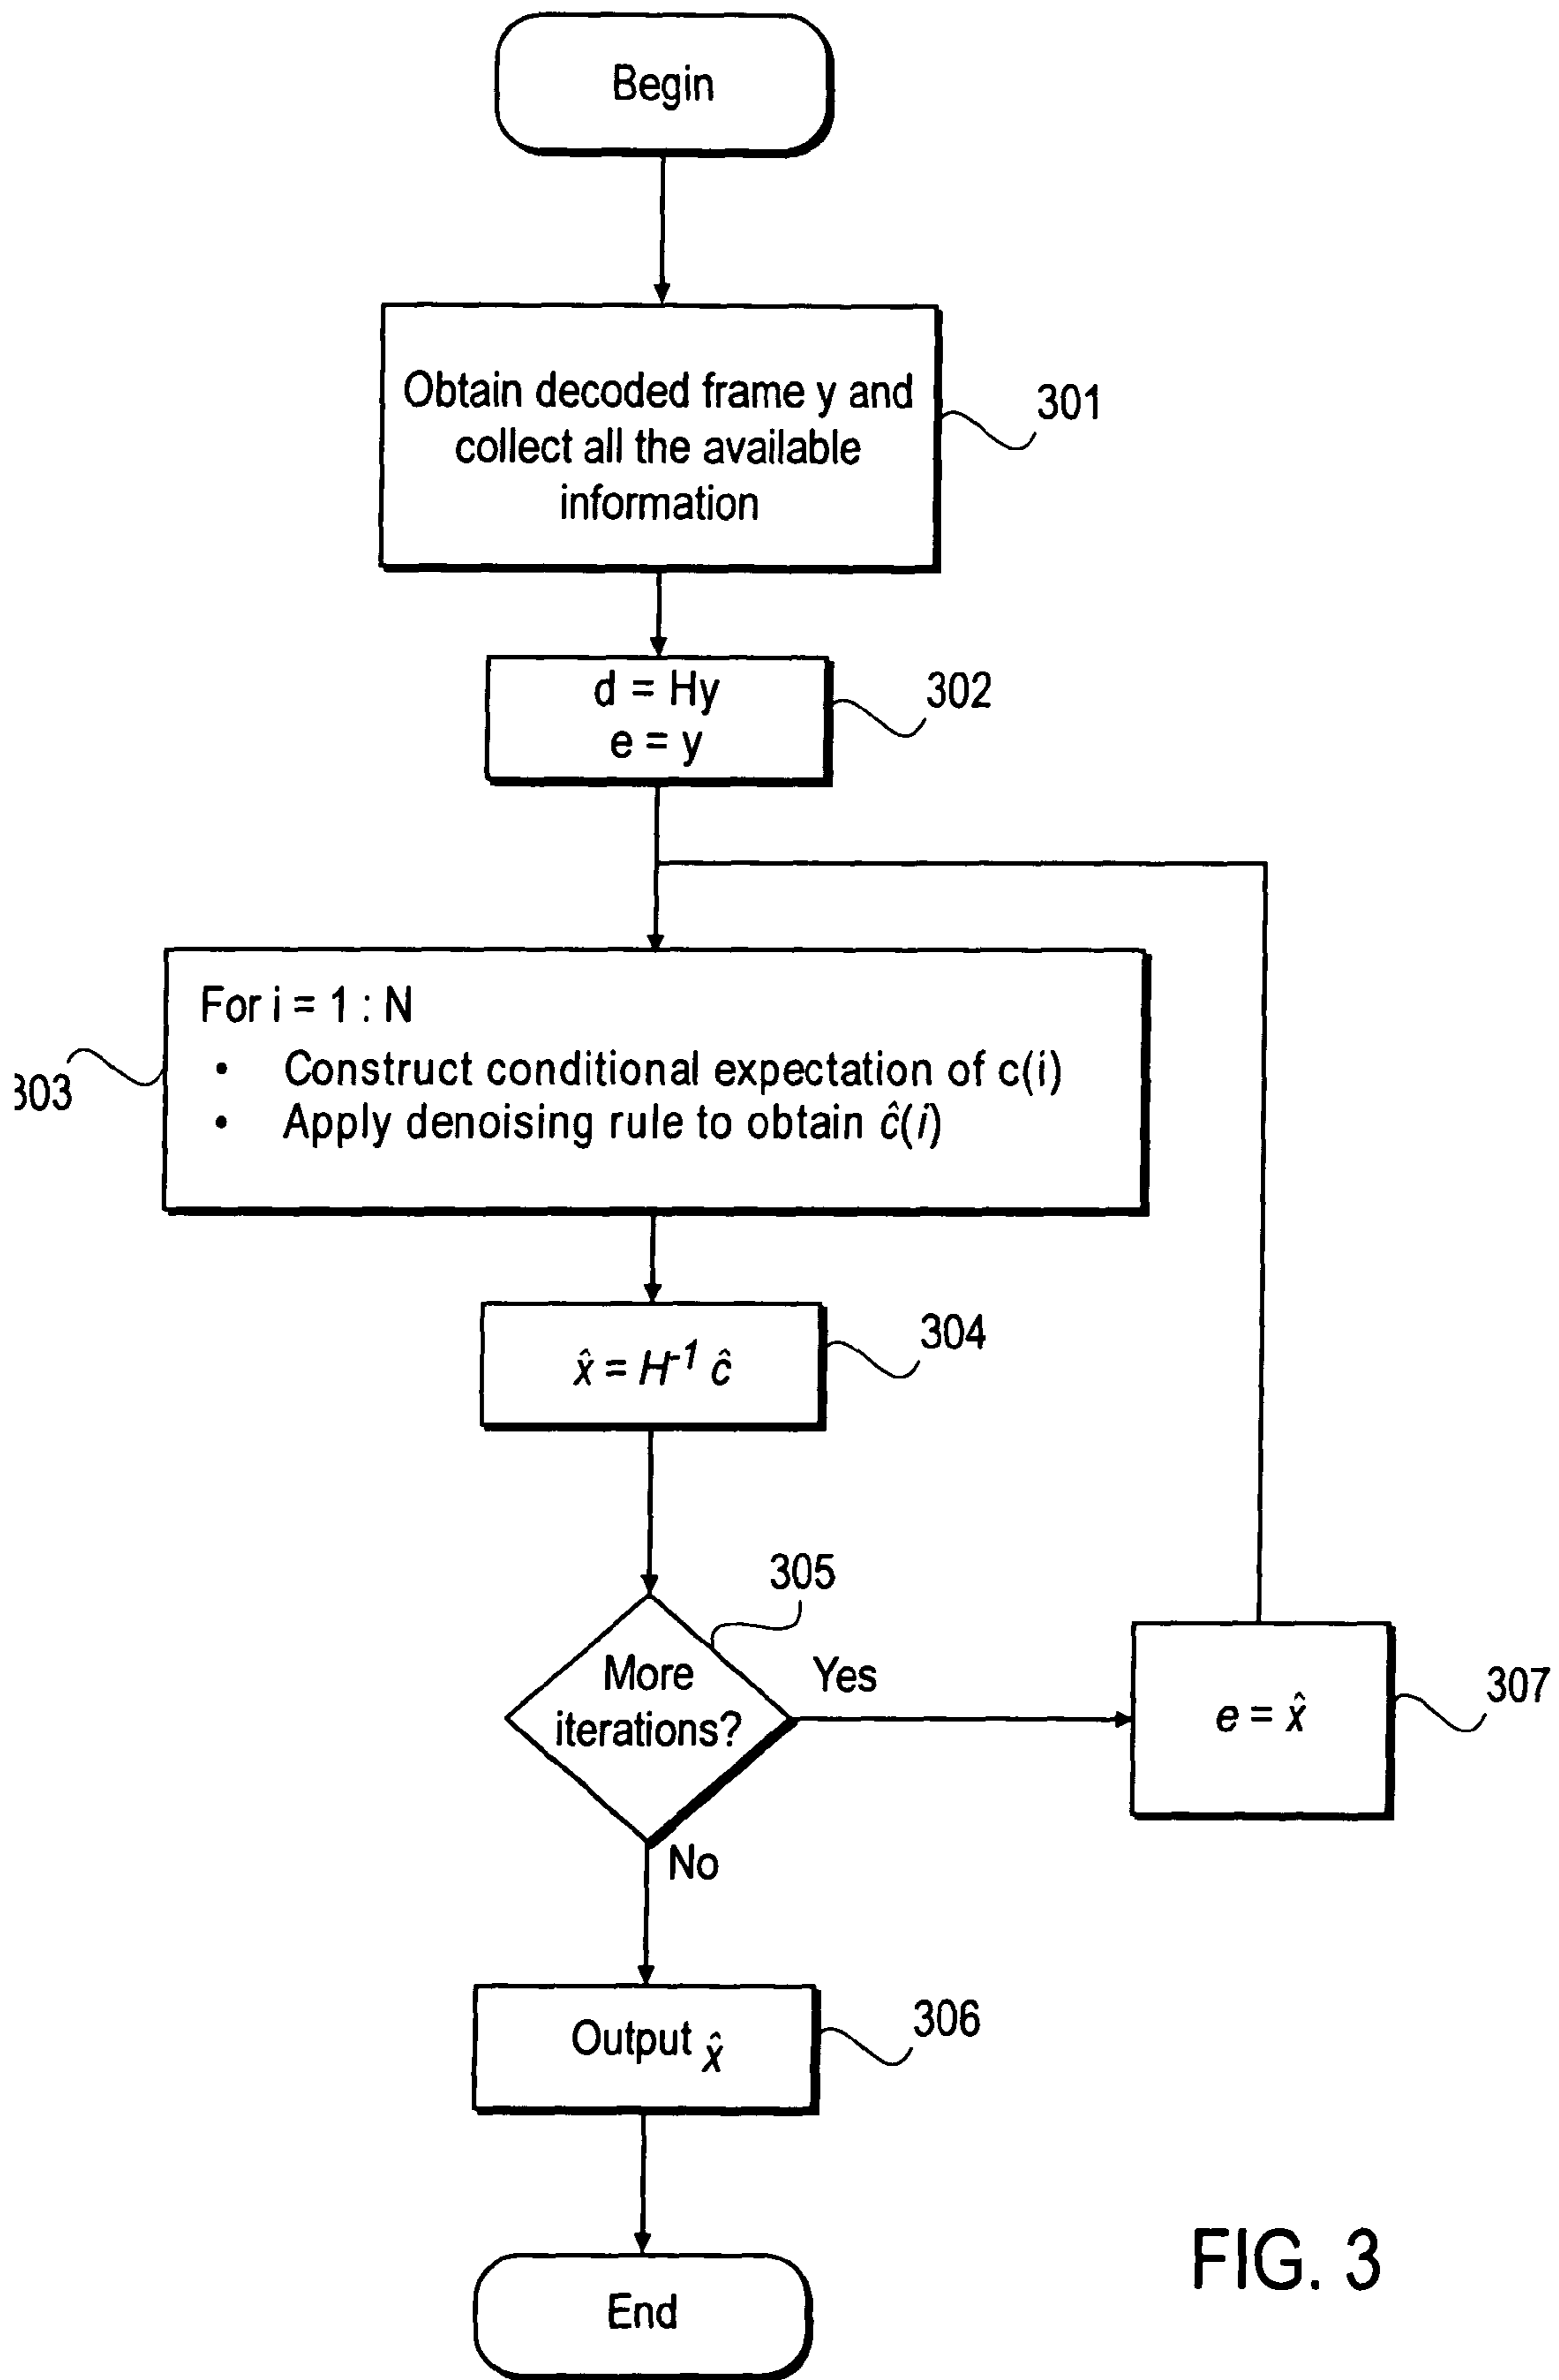 Begin
Obtain decoded frame y and
collect all the available
information
301
d = Hy
e = y
302
For i = 1 : N
• Construct conditional expectation of c(i)
• Apply denoising rule to obtain ĉ(i)
303
x̂ = H⁻¹ ĉ
304
305
More
iterations?
Yes
e = x̂
307
No
Output x̂
306
End
FIG. 3